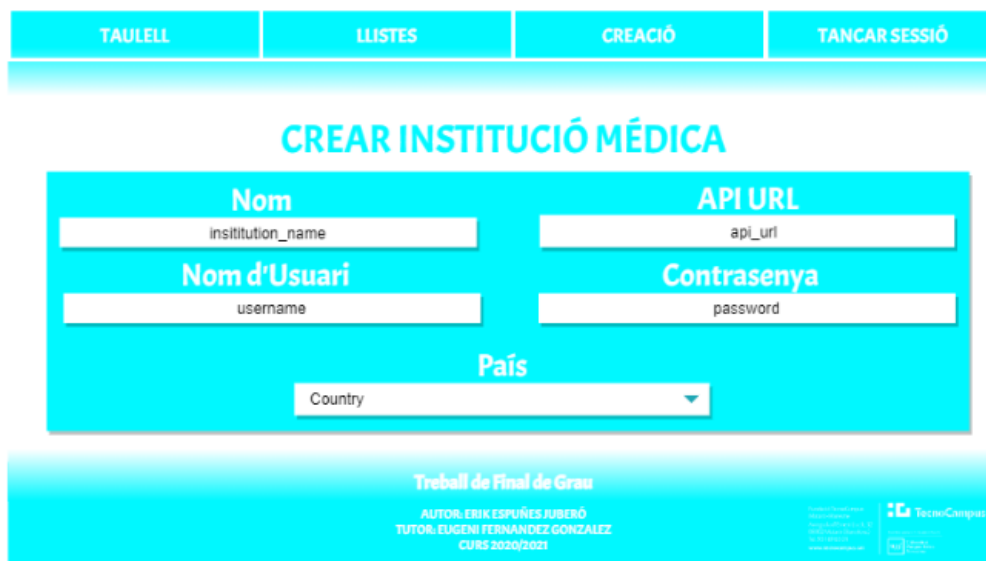 TAULELL
LLISTES
CREACIÓ
TANCAR SESSIÓ
CREAR INSTITUCIÓ MÉDICA
Nom
API URL
insititution_name
api_url
Nom d'Usuari
Contrasenya
username
password
País
Country
Treball de Final de Grau
AUTOR: ERIK ESPUÑES JUBERÓ
TUTOR: EUGENI FERNANDEZ GONZALEZ
CURS 2020/2021
TecnoCampus